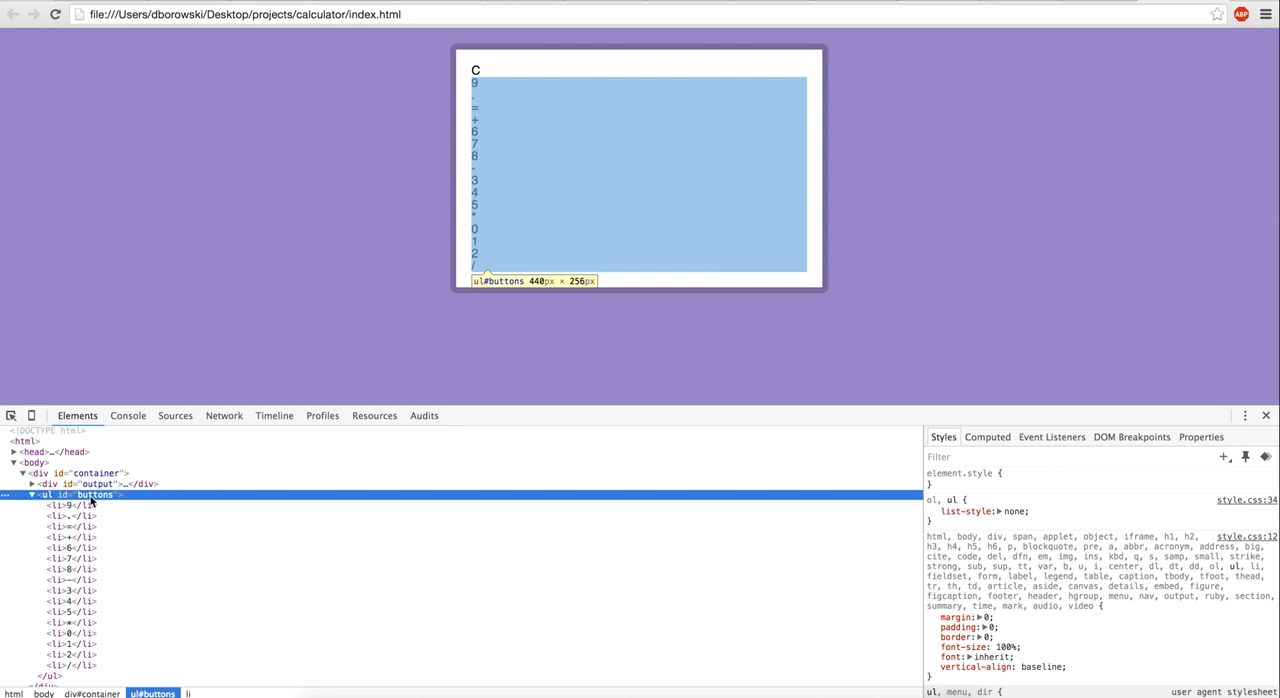 file:///Users/dborowski/Desktop/projects/calculator/index.html
ABP
C
9
.
=
+
6
7
8
-
3
4
5
*
0
1
2
/
ul#buttons 440px × 256px
Elements Console Sources Network Timeline Profiles Resources Audits
<!DOCTYPE html>
<html>
<head>…</head>
<body>
<div id="container">
<div id="output">…</div>
<ul id="buttons">
<li>9</li>
<li>.</li>
<li>=</li>
<li>+</li>
<li>6</li>
<li>7</li>
<li>8</li>
<li>-</li>
<li>3</li>
<li>4</li>
<li>5</li>
<li>*</li>
<li>0</li>
<li>1</li>
<li>2</li>
<li>/</li>
</ul>
</div>
html body div#container ul#buttons li
Styles Computed Event Listeners DOM Breakpoints Properties
Filter
element.style {
}
ol, ul { style.css:34
list-style: none;
}
html, body, div, span, applet, object, iframe, h1, h2, style.css:12
h3, h4, h5, h6, p, blockquote, pre, a, abbr, acronym, address, big,
cite, code, del, dfn, em, img, ins, kbd, q, s, samp, small, strike,
strong, sub, sup, tt, var, b, u, i, center, dl, dt, dd, ol, ul, li,
fieldset, form, label, legend, table, caption, tbody, tfoot, thead,
tr, th, td, article, aside, canvas, details, embed, figure,
figcaption, footer, header, hgroup, menu, nav, output, ruby, section,
summary, time, mark, audio, video {
margin: 0;
padding: 0;
border: 0;
font-size: 100%;
font: inherit;
vertical-align: baseline;
}
ul, menu, dir { user agent stylesheet